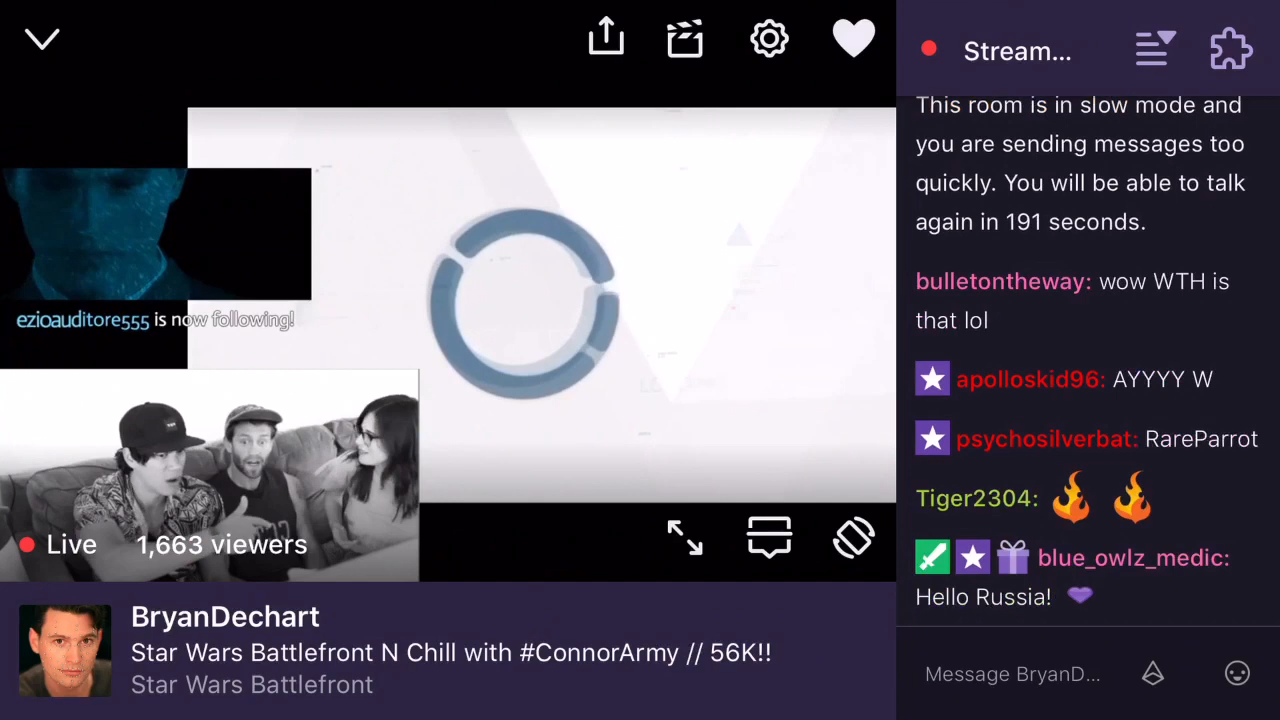 Stream...
This room is in slow mode and
you are sending messages too
quickly. You will be able to talk
again in 191 seconds.
bulletontheway: wow WTH is
that lol
apolloskid96: AYYYY W
psychosilverbat: RareParrot
Tiger2304:
blue_owlz_medic:
Hello Russia!
Message BryanD...
ezioauditore555 is now following!
Live 1,663 viewers
BryanDechart
Star Wars Battlefront N Chill with #ConnorArmy // 56K!!
Star Wars Battlefront